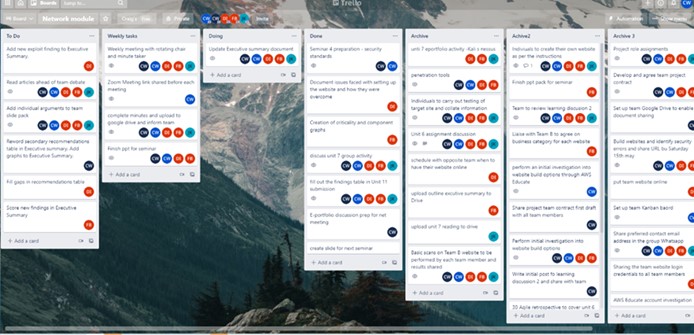 Board
Boards
Jump to...
Trello
Network module
Private
Invite
Automation
To Do
Add new exploit finding to Executive
Summary.
Read articles ahead of team debate
Add individual arguments to team
slide pack
Reword secondary recommendations
table in Executive Summary. Add
graphs to Executive Summary.
Fill gaps in recommendations table
Score new findings in Executive
Summary
+ Add a card
Weekly tasks
Weekly meeting with rotating chair
and minute taker
Zoom Meeting link shared before each
meeting
complete minutes and upload to
google drive and inform team
Finish ppt for seminar
+ Add a card
Doing
Update Executive summary document
+ Add a card
Done
Seminar 4 preparation - security
standards
Document issues faced with setting up
the website and how they were
overcome
Creation of criticality and component
graphs
discuss unit 7 group activity
fill out the findings table in Unit 11
submission
E-portfolio discussion prep for net
meeting
create slide for next seminar
+ Add a card
Archive
unit 7 portfolio activity - Kali s nessus
penetration tools
Individuals to carry out testing of
target site and collate information
Unit 6 assignment discussion
schedule with opposite team when to
have their website online
upload outline executive summary to
Drive
upload unit 7 reading to drive
Basic scans on Team B website to be
performed by each team member and
results shared
+ Add a card
Archive2
Individuals to create their own website
as per the instructions
Finish ppt pack for seminar
Team to review learning discussion 2
Liaise with Team B to agree on
business category for each website
perform an initial investigation into
website build options through AWS
Educate
Share project team contract first draft
with all team members
Perform initial investigation into
website build options
Write initial post fo learning
discussion 2 and share with team
+ Add a card
Archive 3
Project role assignments
Develop and agree team project
contract
Set up team Google Drive to enable
document sharing
Build websites and identify security
errors and share URL by Saturday
15th may
put team website online
Set up team Kanban baord
Share preferred contact email
address in the group Whatsapp
Sharing the team website login
credentials to all team members
AWS Educate account investigation
+ Add a card